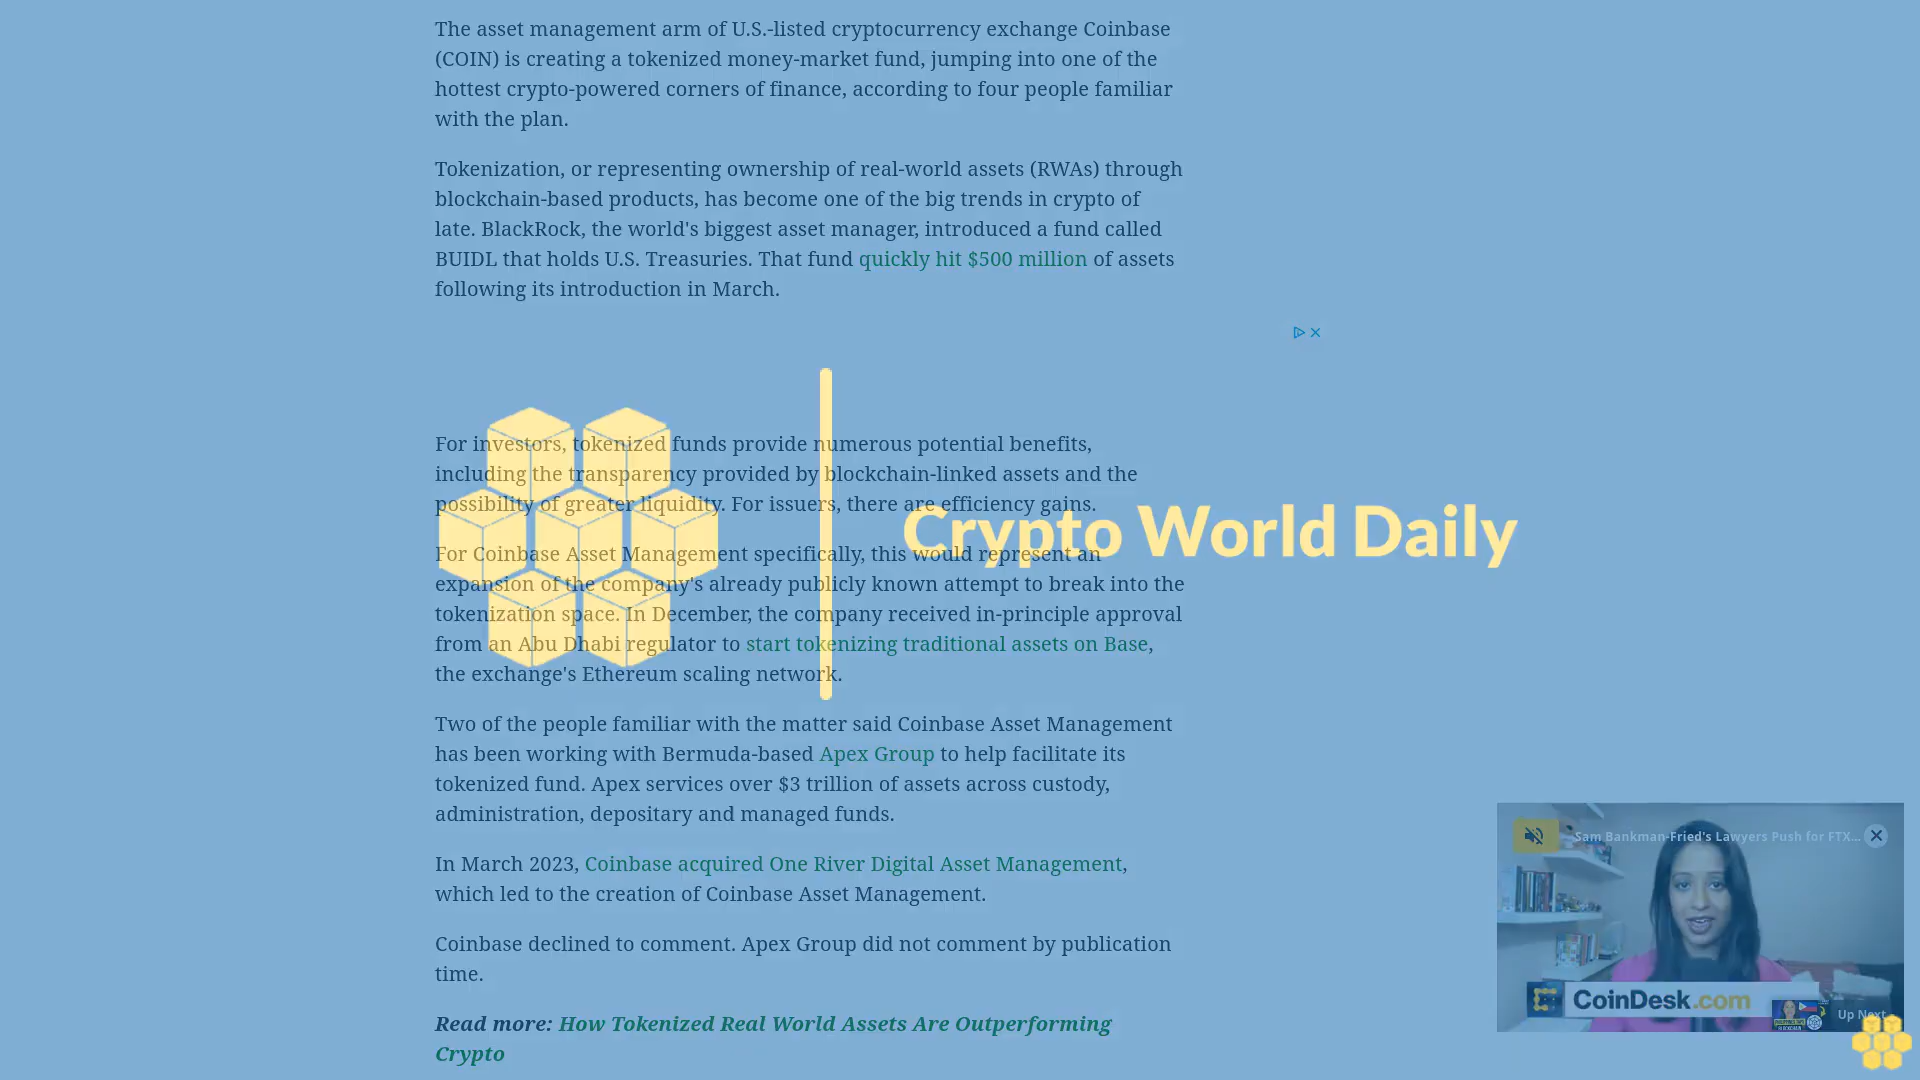 The asset management arm of U.S.-listed cryptocurrency exchange Coinbase
(COIN) is creating a tokenized money-market fund, jumping into one of the
hottest crypto-powered corners of finance, according to four people familiar
with the plan.
Tokenization, or representing ownership of real-world assets (RWAs) through
blockchain-based products, has become one of the big trends in crypto of
late. BlackRock, the world's biggest asset manager, introduced a fund called
BUIDL that holds U.S. Treasuries. That fund quickly hit $500 million of assets
following its introduction in March.
For investors, tokenized funds provide numerous potential benefits,
including the transparency provided by blockchain-linked assets and the
possibility of greater liquidity. For issuers, there are efficiency gains.
Crypto World Daily
For Coinbase Asset Management specifically, this would represent an
expansion of the company's already publicly known attempt to break into the
tokenization space. In December, the company received in-principle approval
from an Abu Dhabi regulator to start tokenizing traditional assets on Base,
the exchange's Ethereum scaling network.
Two of the people familiar with the matter said Coinbase Asset Management
has been working with Bermuda-based Apex Group to help facilitate its
tokenized fund. Apex services over $3 trillion of assets across custody,
administration, depositary and managed funds.
In March 2023, Coinbase acquired One River Digital Asset Management,
which led to the creation of Coinbase Asset Management.
Coinbase declined to comment. Apex Group did not comment by publication
time.
Read more: How Tokenized Real World Assets Are Outperforming
Crypto
Sam Bankman-Fried's Lawyers Push for FTX...
CoinDesk.com
Up Next